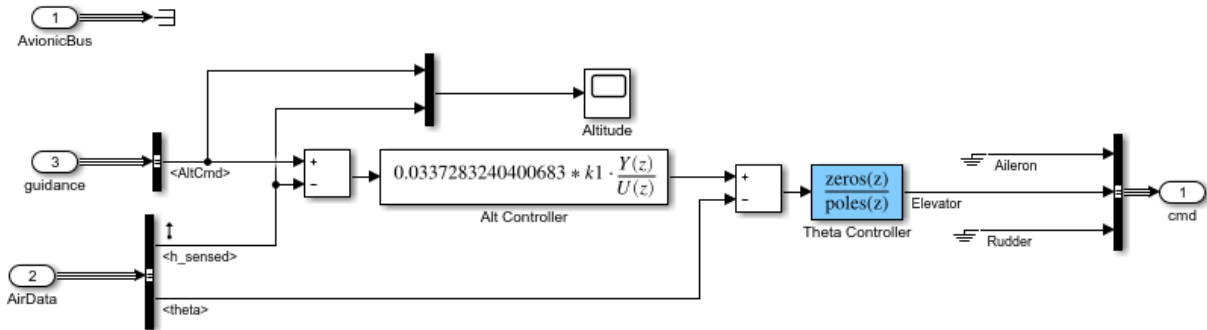 1
AvionicBus
Altitude
3
guidance
<AltCmd>
+
−
0.0337283240400683 * k1 · Y(z)/U(z)
Alt Controller
+
−
zeros(z)
poles(z)
Theta Controller
Aileron
Elevator
Rudder
1
cmd
<h_sensed>
2
AirData
<theta>